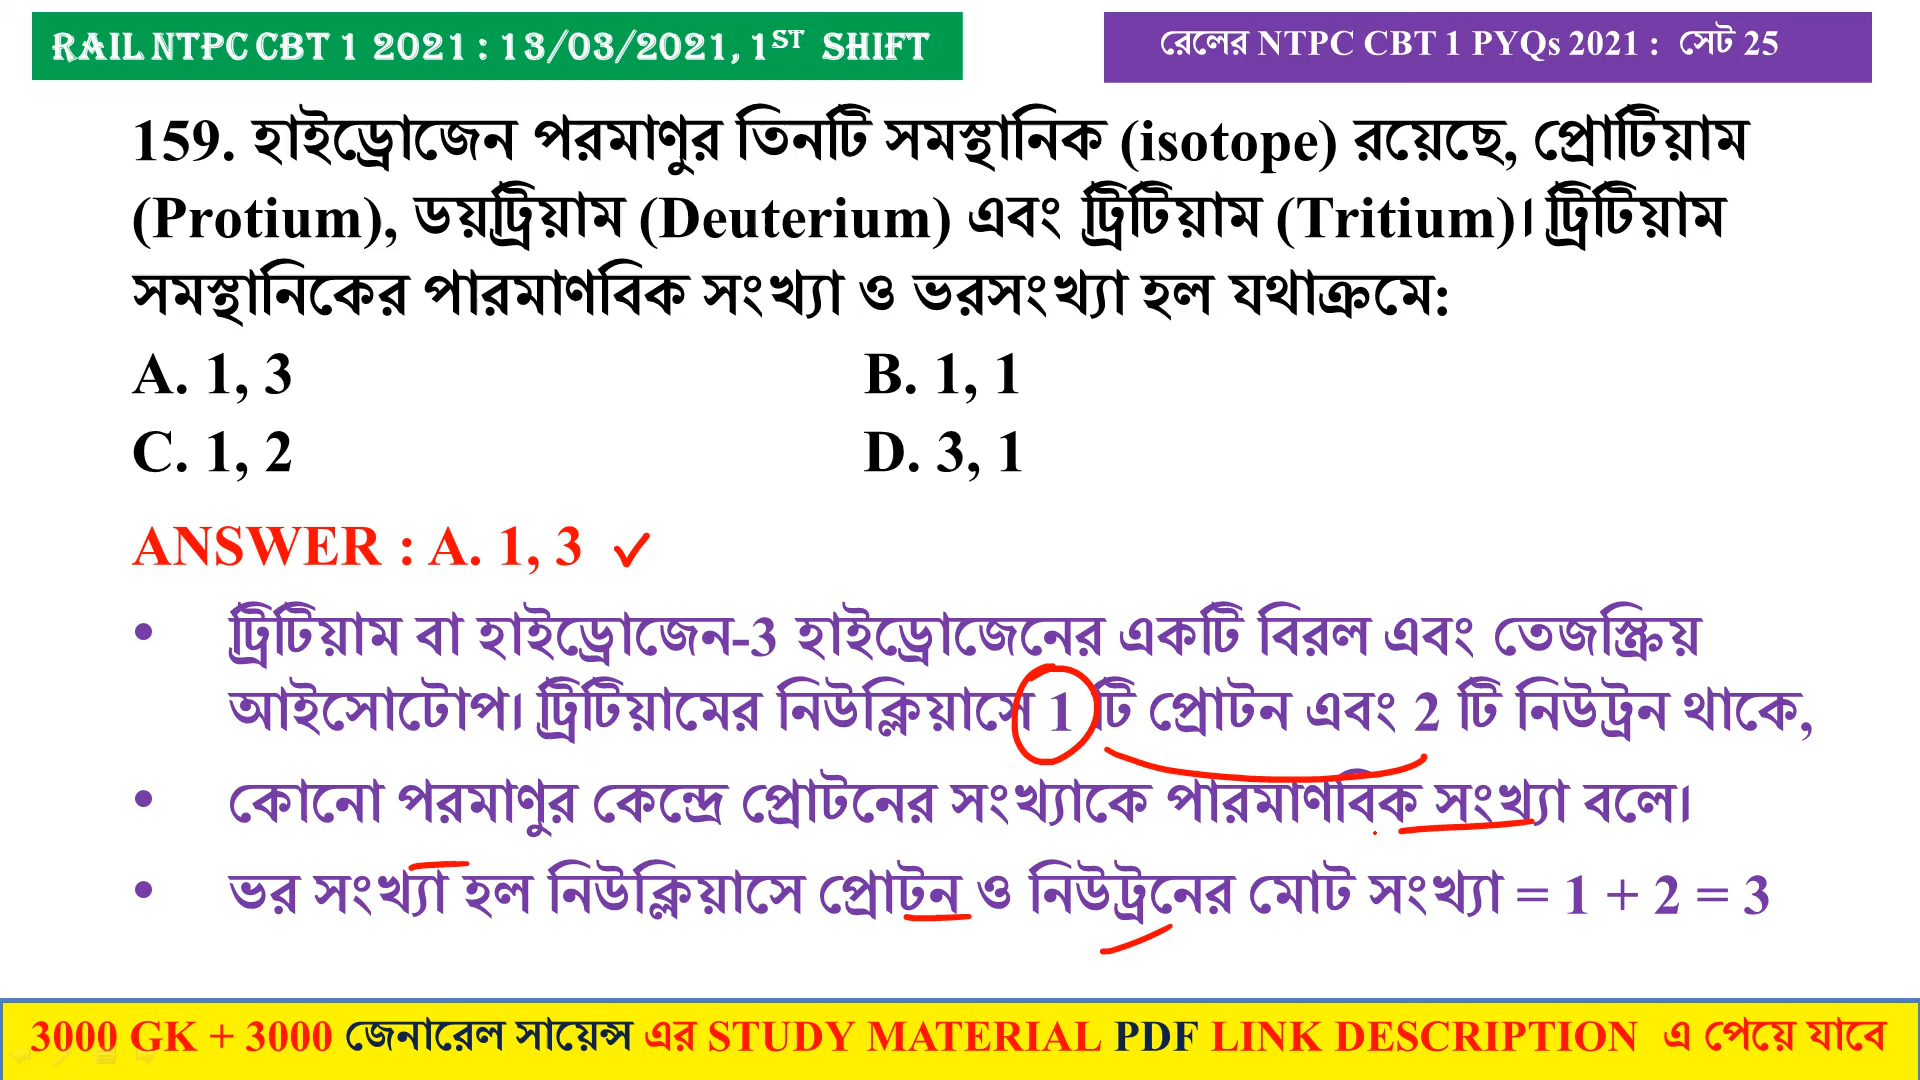 RAIL NTPC CBT 1 2021 : 13/03/2021, 1ST SHIFT
রেলের NTPC CBT 1 PYQs 2021 : সেট 25
159. হাইড্রোজেন পরমাণুর তিনটি সমস্থানিক (isotope) রয়েছে, প্রোটিয়াম
(Protium), ডয়ট্রিয়াম (Deuterium) এবং ট্রিটিয়াম (Tritium)। ট্রিটিয়াম
সমস্থানিকের পারমাণবিক সংখ্যা ও ভরসংখ্যা হল যথাক্রমে:
A. 1, 3
B. 1, 1
C. 1, 2
D. 3, 1
ANSWER : A. 1, 3
• ট্রিটিয়াম বা হাইড্রোজেন-3 হাইড্রোজেনের একটি বিরল এবং তেজস্ক্রিয়
আইসোটোপ। ট্রিটিয়ামের নিউক্লিয়াসে 1 টি প্রোটন এবং 2 টি নিউট্রন থাকে,
• কোনো পরমাণুর কেন্দ্রে প্রোটনের সংখ্যাকে পারমাণবিক সংখ্যা বলে।
• ভর সংখ্যা হল নিউক্লিয়াসে প্রোটন ও নিউট্রনের মোট সংখ্যা = 1 + 2 = 3
3000 GK + 3000 জেনারেল সায়েন্স এর STUDY MATERIAL PDF LINK DESCRIPTION এ পেয়ে যাবে